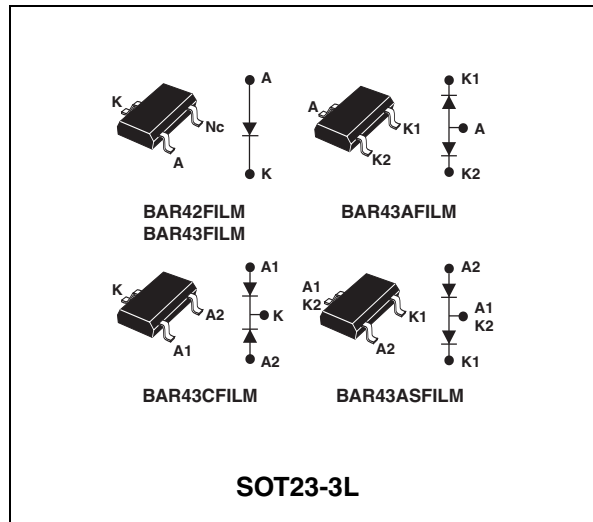 K
Nc
A
A
K
BAR42FILM
BAR43FILM
A
K1
K2
K1
A
K2
BAR43AFILM
K
A2
A1
A1
K
A2
BAR43CFILM
A1
K2
K1
A2
A2
A1
K2
K1
BAR43ASFILM
SOT23-3L